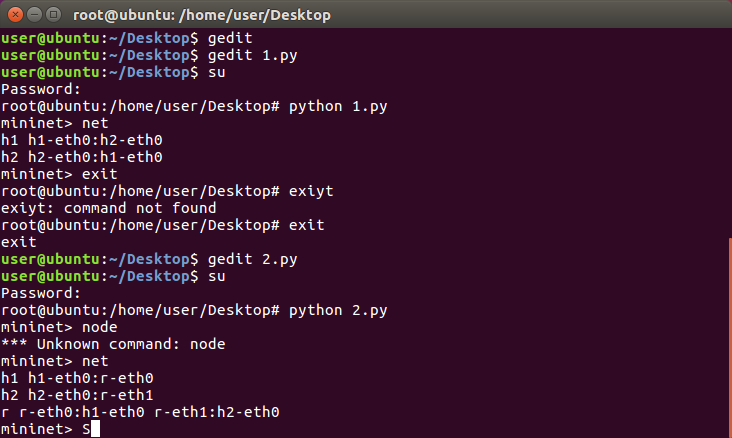 root@ubuntu: /home/user/Desktop
user@ubuntu:~/Desktop$ gedit
user@ubuntu:~/Desktop$ gedit 1.py
user@ubuntu:~/Desktop$ su
Password:
root@ubuntu:/home/user/Desktop# python 1.py
mininet> net
h1 h1-eth0:h2-eth0
h2 h2-eth0:h1-eth0
mininet> exit
root@ubuntu:/home/user/Desktop# exiyt
exiyt: command not found
root@ubuntu:/home/user/Desktop# exit
exit
user@ubuntu:~/Desktop$ gedit 2.py
user@ubuntu:~/Desktop$ su
Password:
root@ubuntu:/home/user/Desktop# python 2.py
mininet> node
*** Unknown command: node
mininet> net
h1 h1-eth0:r-eth0
h2 h2-eth0:r-eth1
r r-eth0:h1-eth0 r-eth1:h2-eth0
mininet> S